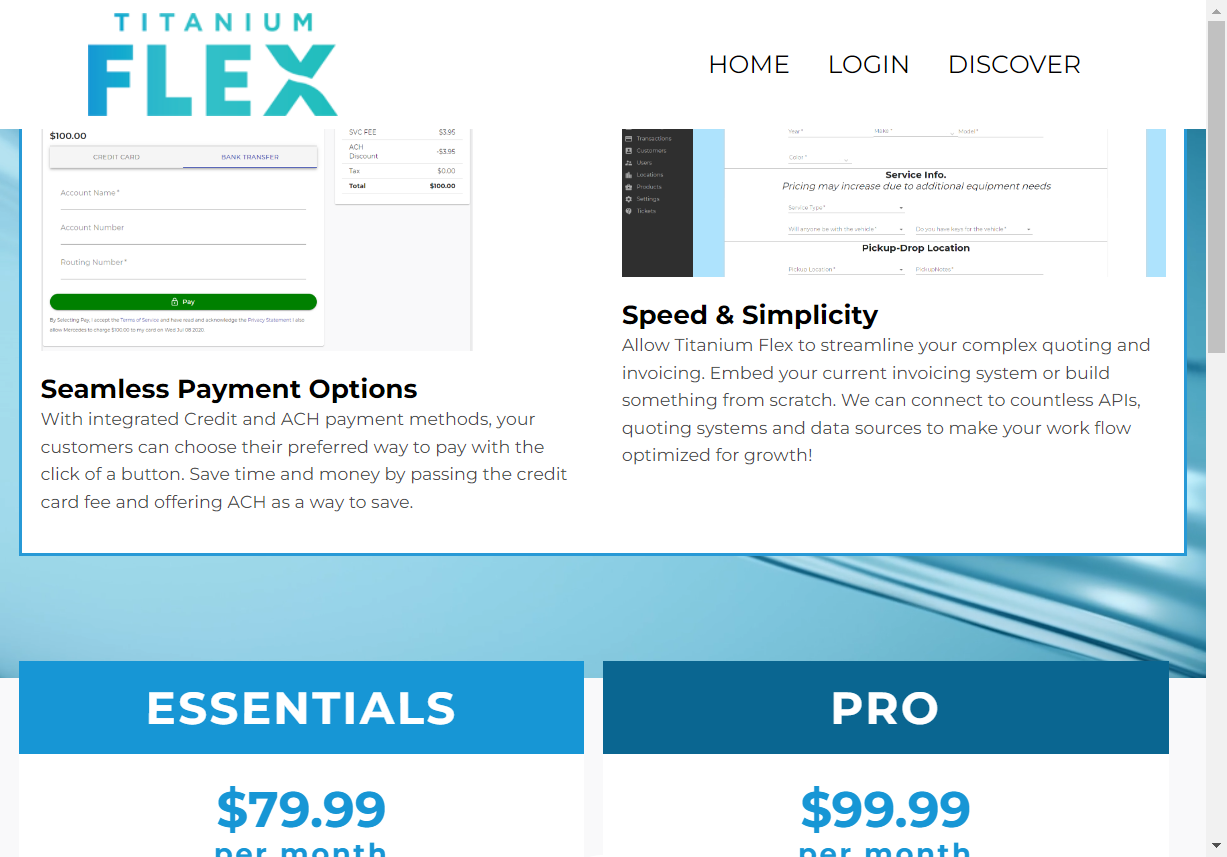 TITANIUM
FLEX
HOME LOGIN DISCOVER
$100.00
CREDIT CARD BANK TRANSFER
Account Name *
Account Number
Routing Number *
Pay
By Selecting Pay, I accept the Terms of Service and have read and acknowledge the Privacy Statement I also
allow Mercedes to charge $100.00 to my card on Wed Jul 08 2020
SVC FEE $3.95
ACH
Discount -$3.95
Tax $0.00
Total $100.00
Seamless Payment Options
With integrated Credit and ACH payment methods, your
customers can choose their preferred way to pay with the
click of a button. Save time and money by passing the credit
card fee and offering ACH as a way to save.
Transactions
Customers
Users
Locations
Products
Settings
Tickets
Year * Make * Model *
Color *
Service Info.
Pricing may increase due to additional equipment needs
Service Type *
Will anyone be with the vehicle * Do you have keys for the vehicle *
Pickup-Drop Location
Pickup Location * PickupNotes *
Speed & Simplicity
Allow Titanium Flex to streamline your complex quoting and
invoicing. Embed your current invoicing system or build
something from scratch. We can connect to countless APIs,
quoting systems and data sources to make your work flow
optimized for growth!
ESSENTIALS
$79.99
per month
PRO
$99.99
per month